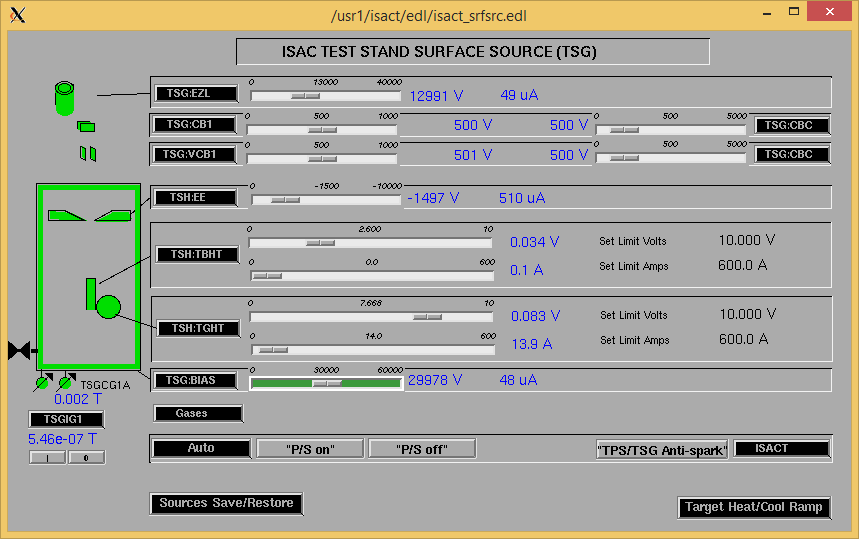 /usr1/isact/edl/isact_srfsrc.edl
ISAC TEST STAND SURFACE SOURCE (TSG)
0 13000 40000
TSG:EZL 12991 V 49 uA
0 500 1000 0 500 5000
TSG:CB1 500 V 500 V TSG:CBC
0 500 1000 0 500 5000
TSG:VCB1 501 V 500 V TSG:CBC
0 -1500 -10000
TSH:EE -1497 V 510 uA
0 2.600 10
0.034 V Set Limit Volts 10.000 V
TSH:TBHT
0 0.0 600
0.1 A Set Limit Amps 600.0 A
0 7.668 10
0.083 V Set Limit Volts 10.000 V
TSH:TGHT
0 14.0 600
13.9 A Set Limit Amps 600.0 A
0 30000 60000
TSG:BIAS 29978 V 48 uA
TSGCG1A
0.002 T
TSGIG1
5.46e-07 T
I 0
Gases
Auto "P/S on" "P/S off" "TPS/TSG Anti-spark" ISACT
Sources Save/Restore
Target Heat/Cool Ramp